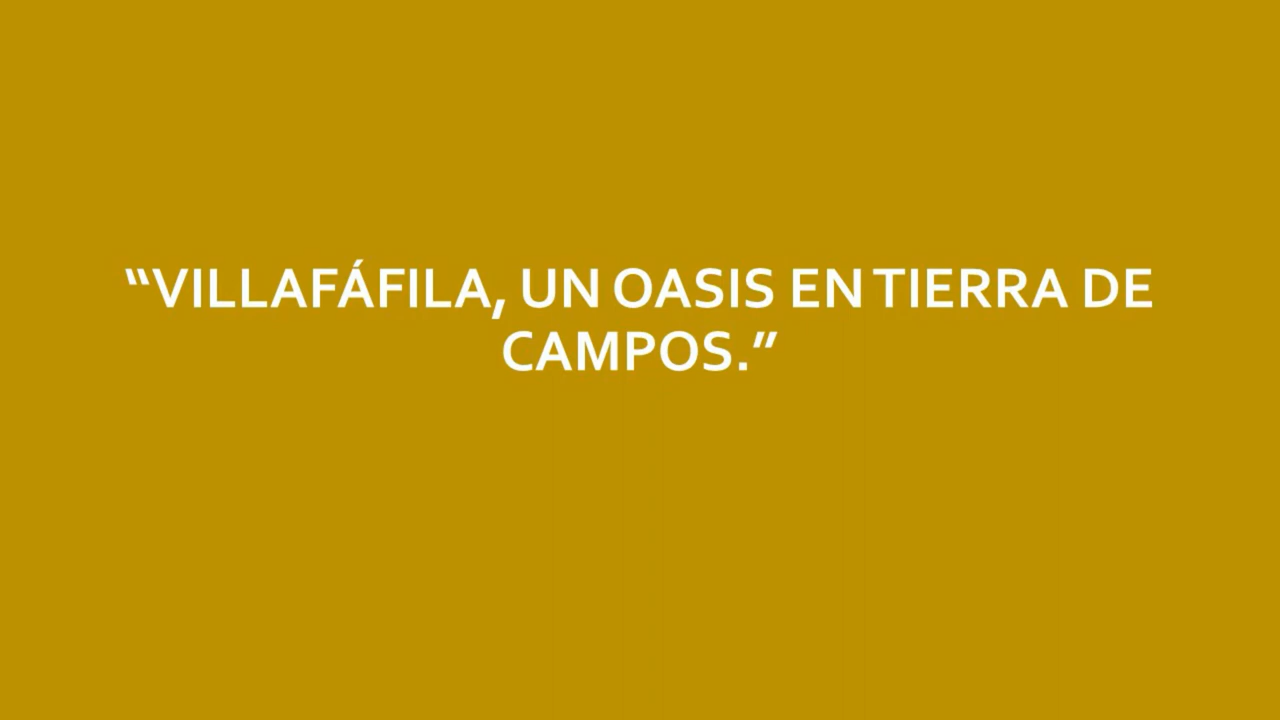 “VILLAFÁFILA, UN OASIS EN TIERRA DE
CAMPOS.”